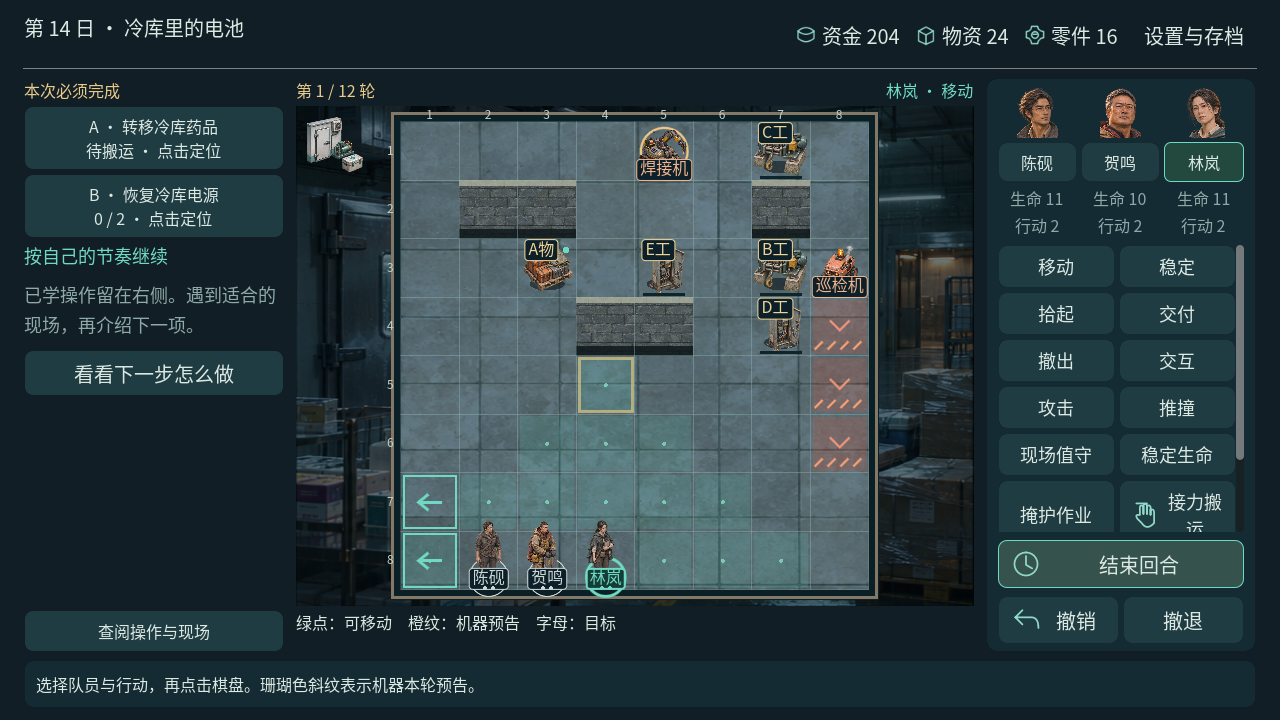 第 14 日 · 冷库里的电池
资金 204
物资 24
零件 16
设置与存档
本次必须完成
A · 转移冷库药品
待搬运 · 点击定位
B · 恢复冷库电源
0 / 2 · 点击定位
按自己的节奏继续
已学操作留在右侧。遇到适合的
现场，再介绍下一项。
看看下一步怎么做
查阅操作与现场
第 1 / 12 轮
林岚 · 移动
1 2 3 4 5 6 7 8
1
焊接机
C工
2
3
A物
E工
B工
巡检机
4
D工
5
6
7
8
陈砚
贺鸣
林岚
绿点：可移动 橙纹：机器预告 字母：目标
陈砚
贺鸣
林岚
生命 11
生命 10
生命 11
行动 2
行动 2
行动 2
移动
稳定
拾起
交付
撤出
交互
攻击
推撞
现场值守
稳定生命
掩护作业
接力搬
运
结束回合
撤销
撤退
选择队员与行动，再点击棋盘。珊瑚色斜纹表示机器本轮预告。